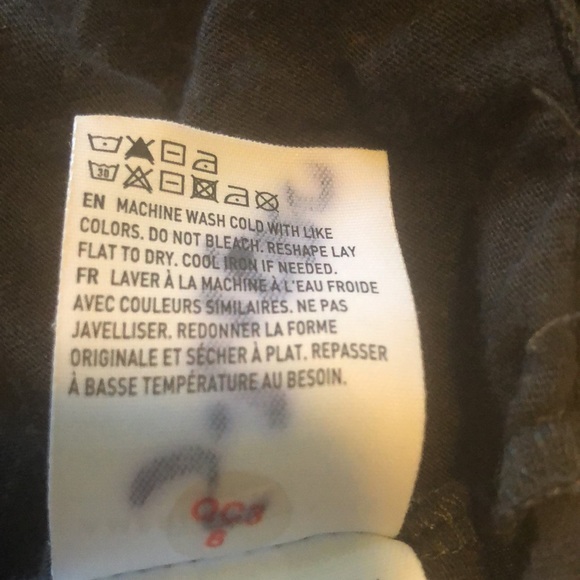 30
EN MACHINE WASH COLD WITH LIKE
COLORS. DO NOT BLEACH. RESHAPE LAY
FLAT TO DRY. COOL IRON IF NEEDED.
FR LAVER À LA MACHINE À L'EAU FROIDE
AVEC COULEURS SIMILAIRES. NE PAS
JAVELLISER. REDONNER LA FORME
ORIGINALE ET SÉCHER À PLAT. REPASSER
À BASSE TEMPÉRATURE AU BESOIN.